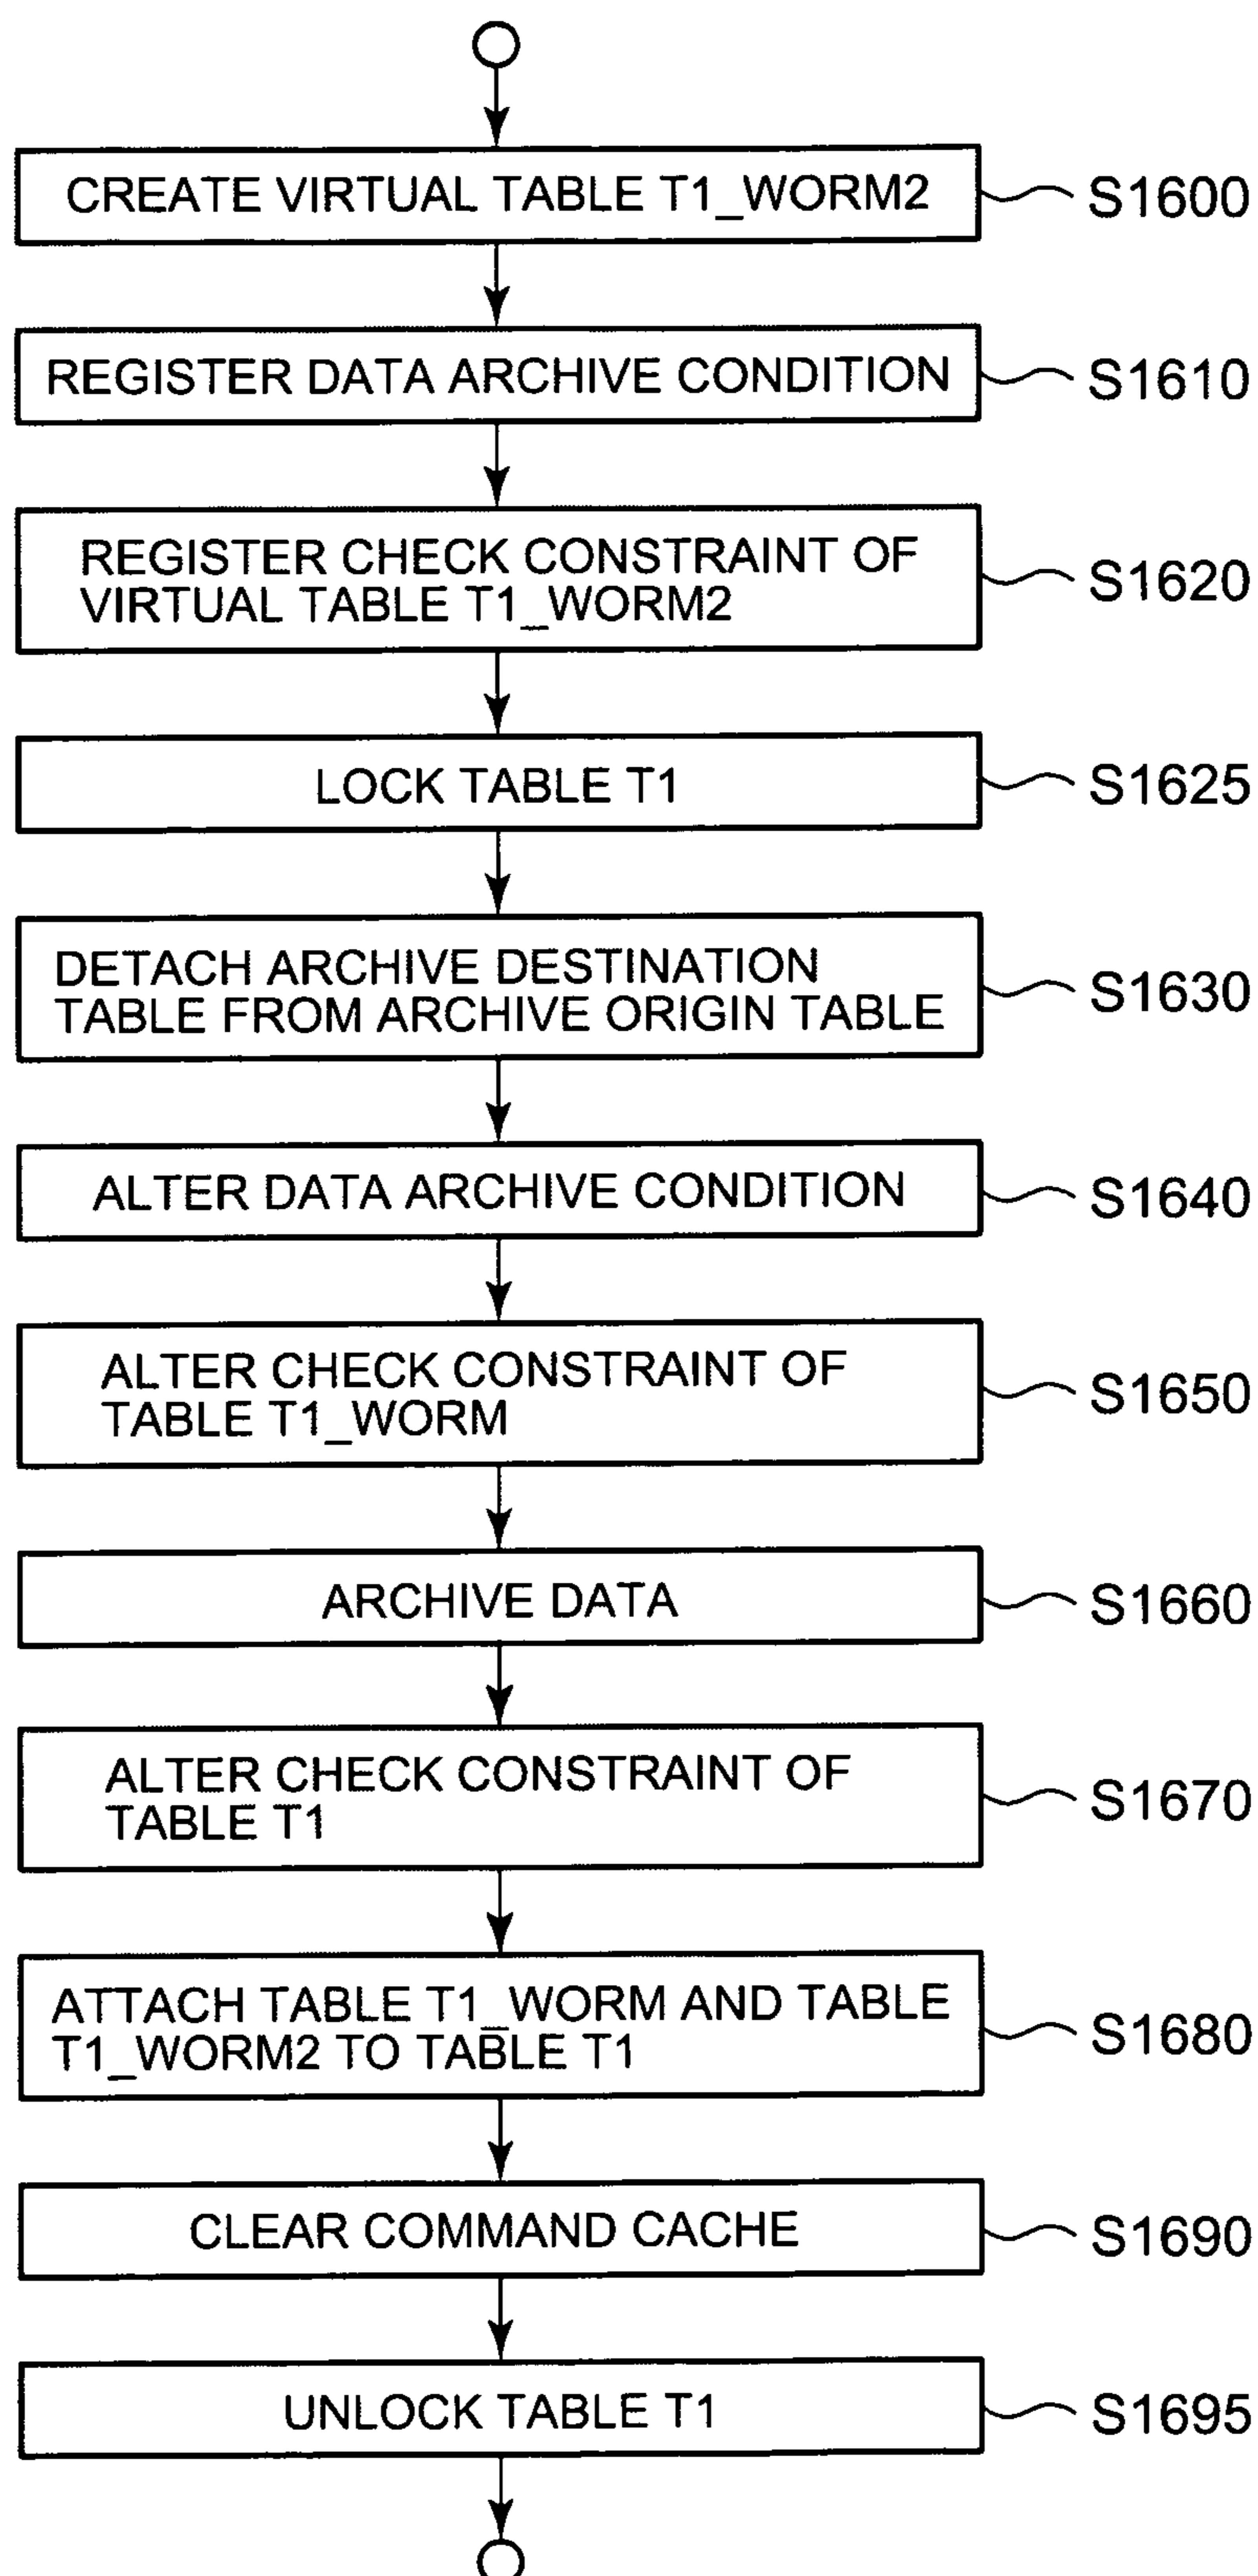 CREATE VIRTUAL TABLE T1_WORM2
S1600
REGISTER DATA ARCHIVE CONDITION
S1610
REGISTER CHECK CONSTRAINT OF
VIRTUAL TABLE T1_WORM2
S1620
LOCK TABLE T1
S1625
DETACH ARCHIVE DESTINATION
TABLE FROM ARCHIVE ORIGIN TABLE
S1630
ALTER DATA ARCHIVE CONDITION
S1640
ALTER CHECK CONSTRAINT OF
TABLE T1_WORM
S1650
ARCHIVE DATA
S1660
ALTER CHECK CONSTRAINT OF
TABLE T1
S1670
ATTACH TABLE T1_WORM AND TABLE
T1_WORM2 TO TABLE T1
S1680
CLEAR COMMAND CACHE
S1690
UNLOCK TABLE T1
S1695